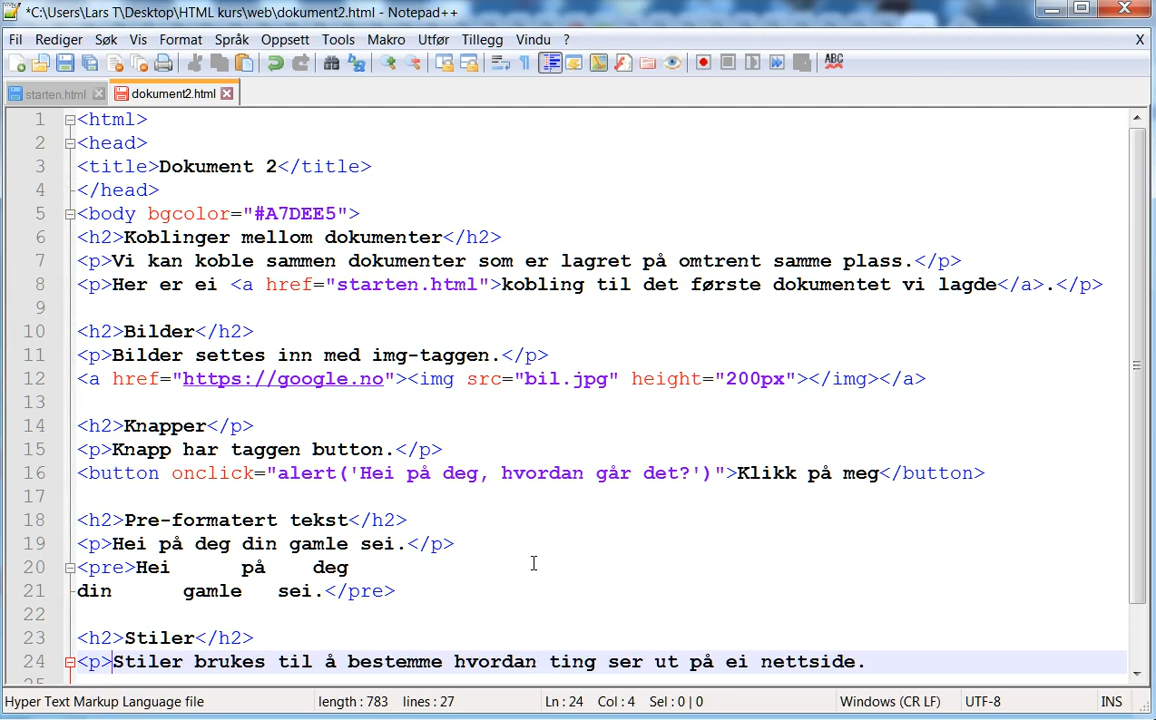 *C:\Users\Lars T\Desktop\HTML kurs\web\dokument2.html - Notepad++
Fil Rediger Søk Vis Format Språk Oppsett Tools Makro Utfør Tillegg Vindu ? X
ABC
starten.html dokument2.html
1 <html>
2 <head>
3 <title>Dokument 2</title>
4 </head>
5 <body bgcolor="#A7DEE5">
6 <h2>Koblinger mellom dokumenter</h2>
7 <p>Vi kan koble sammen dokumenter som er lagret på omtrent samme plass.</p>
8 <p>Her er ei <a href="starten.html">kobling til det første dokumentet vi lagde</a>.</p>
9
10 <h2>Bilder</h2>
11 <p>Bilder settes inn med img-taggen.</p>
12 <a href="https://google.no"><img src="bil.jpg" height="200px"></img></a>
13
14 <h2>Knapper</p>
15 <p>Knapp har taggen button.</p>
16 <button onclick="alert('Hei på deg, hvordan går det?')">Klikk på meg</button>
17
18 <h2>Pre-formatert tekst</h2>
19 <p>Hei på deg din gamle sei.</p>
20 <pre>Hei      på    deg
21 din      gamle   sei.</pre>
22
23 <h2>Stiler</h2>
24 <p>Stiler brukes til å bestemme hvordan ting ser ut på ei nettside.
Hyper Text Markup Language file length : 783 lines : 27 Ln : 24 Col : 4 Sel : 0 | 0 Windows (CR LF) UTF-8 INS